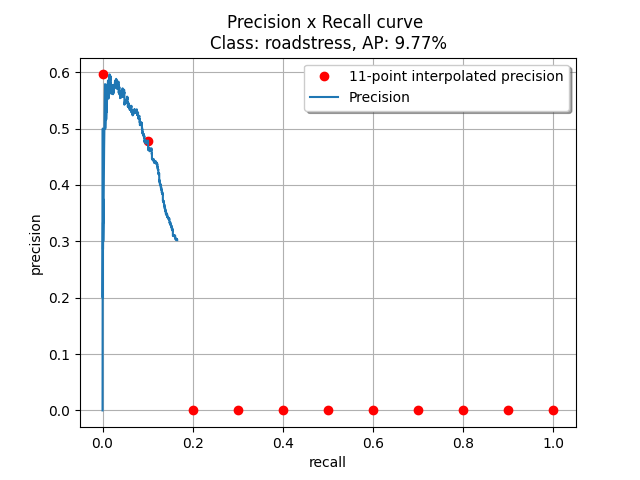 Precision x Recall curve
Class: roadstress, AP: 9.77%
11-point interpolated precision
Precision
0.6
0.5
0.4
0.3
0.2
0.1
0.0
precision
0.0 0.2 0.4 0.6 0.8 1.0
recall